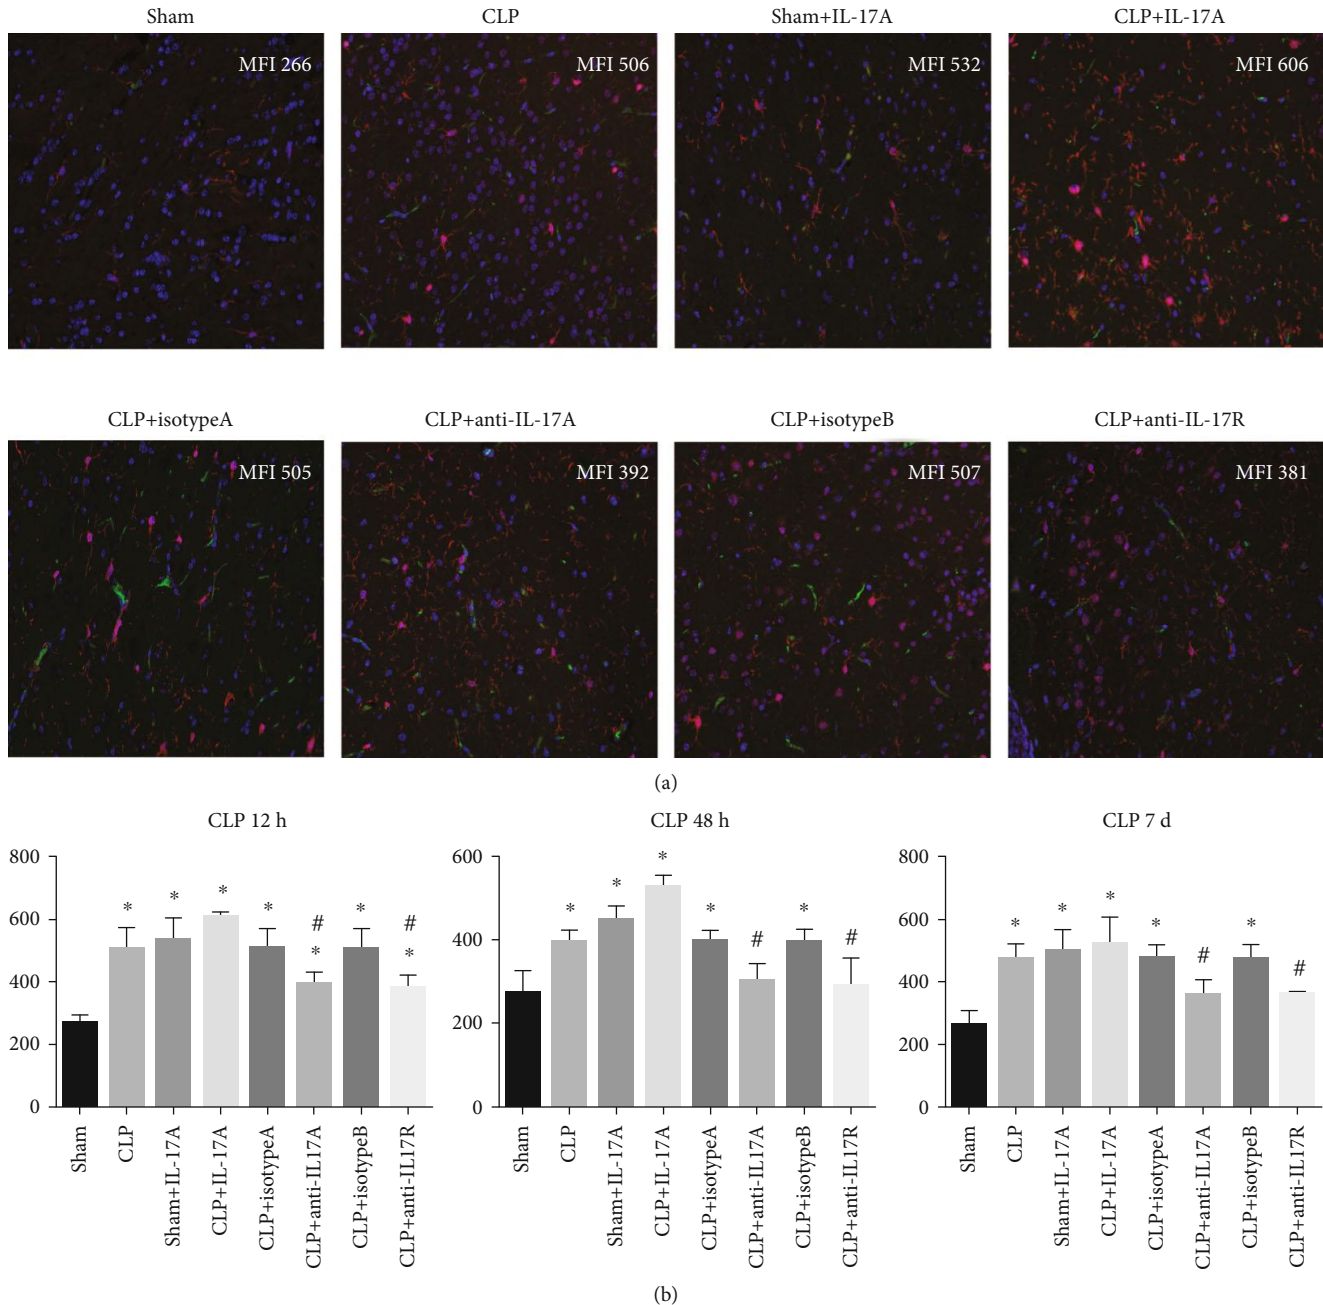 Sham CLP Sham+IL-17A CLP+IL-17A
MFI 266 MFI 506 MFI 532 MFI 606
CLP+isotypeA CLP+anti-IL-17A CLP+isotypeB CLP+anti-IL-17R
MFI 505 MFI 392 MFI 507 MFI 381
(a)
CLP 12 h
800
600
400
200
0
* * * * # * * # *
Sham
CLP
Sham+IL-17A
CLP+IL-17A
CLP+isotypeA
CLP+anti-IL17A
CLP+isotypeB
CLP+anti-IL17R
CLP 48 h
600
400
200
0
* * * * # * #
Sham
CLP
Sham+IL-17A
CLP+IL-17A
CLP+isotypeA
CLP+anti-IL17A
CLP+isotypeB
CLP+anti-IL17R
CLP 7 d
800
600
400
200
0
* * * * # * #
Sham
CLP
Sham+IL-17A
CLP+IL-17A
CLP+isotypeA
CLP+anti-IL17A
CLP+isotypeB
CLP+anti-IL17R
(b)